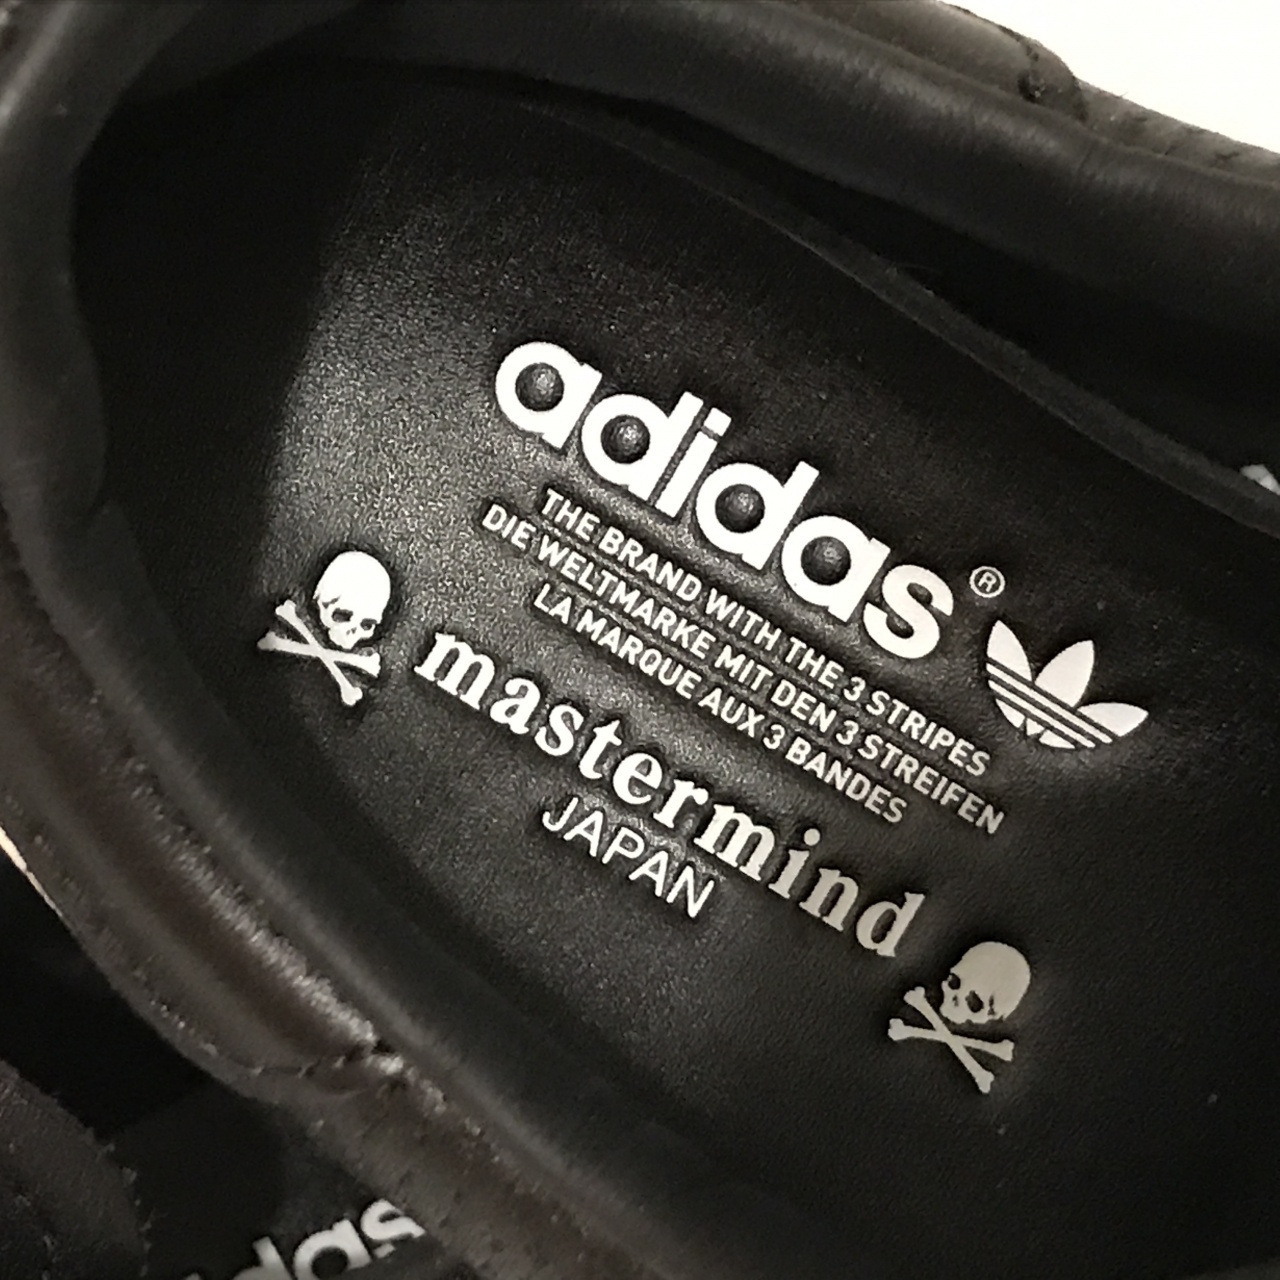 adidas®
THE BRAND WITH THE 3 STRIPES
DIE WELTMARKE MIT DEN 3 STREIFEN
LA MARQUE AUX 3 BANDES
mastermind
JAPAN